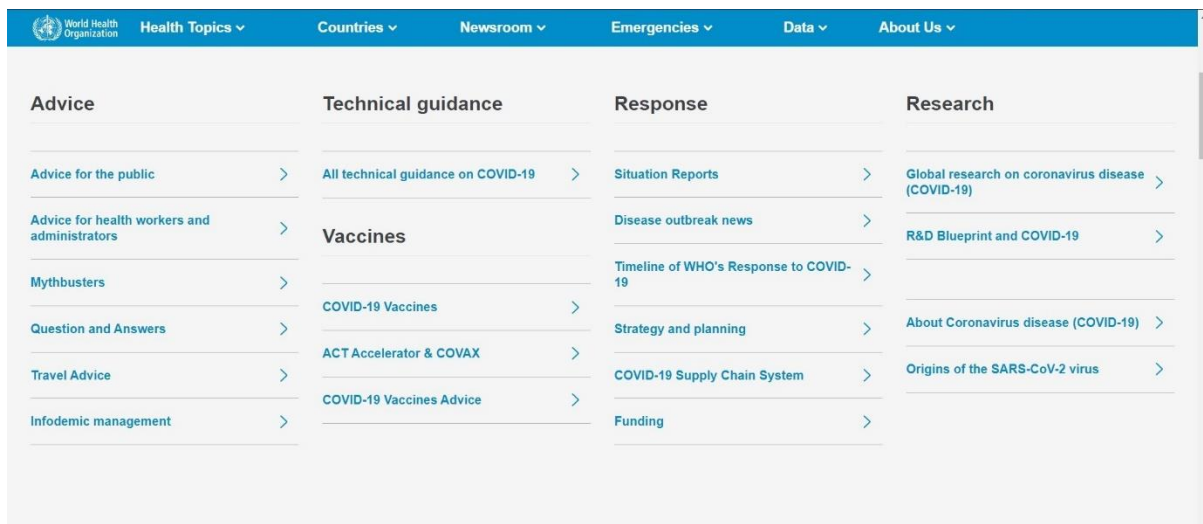 World Health
Organization
Health Topics
Countries
Newsroom
Emergencies
Data
About Us
Advice
Advice for the public
Advice for health workers and
administrators
Mythbusters
Question and Answers
Travel Advice
Infodemic management
Technical guidance
All technical guidance on COVID-19
Vaccines
COVID-19 Vaccines
ACT Accelerator & COVAX
COVID-19 Vaccines Advice
Response
Situation Reports
Disease outbreak news
Timeline of WHO's Response to COVID-
19
Strategy and planning
COVID-19 Supply Chain System
Funding
Research
Global research on coronavirus disease
(COVID-19)
R&D Blueprint and COVID-19
About Coronavirus disease (COVID-19)
Origins of the SARS-CoV-2 virus